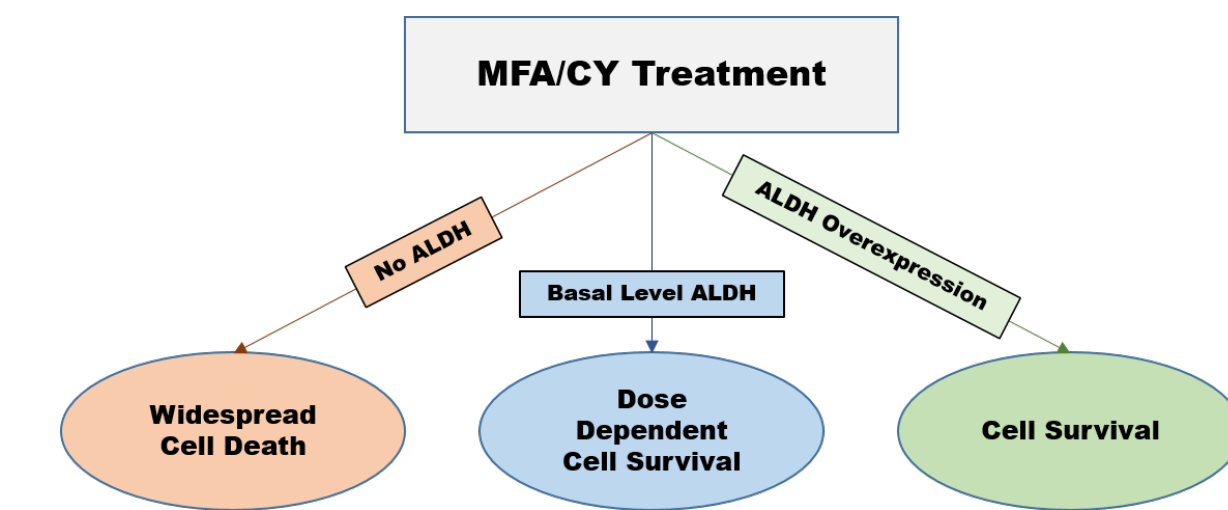 MFA/CY Treatment
No ALDH
Basal Level ALDH
ALDH Overexpression
Widespread
Cell Death
Dose
Dependent
Cell Survival
Cell Survival